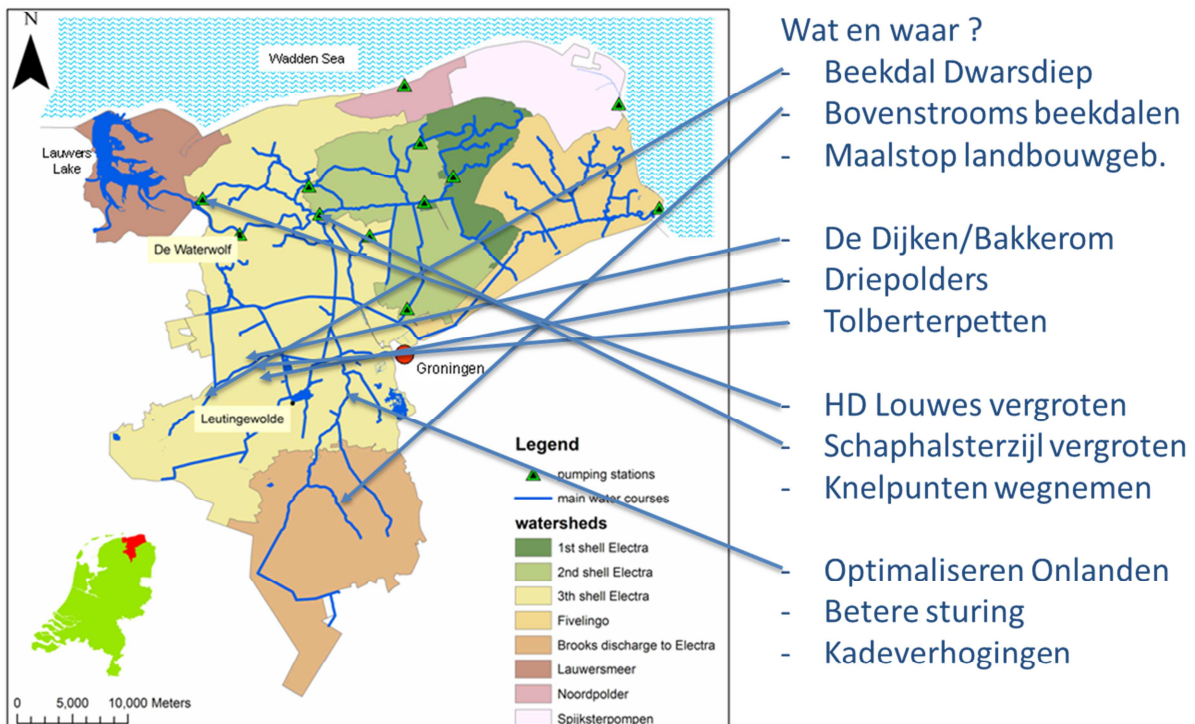 N
Wadden Sea
Lauwers
Lake
De Waterwolf
Groningen
Leutingewolde
Legend
pumping stations
main water courses
watersheds
1st shell Electra
2nd shell Electra
3th shell Electra
Fivelingo
Brooks discharge to Electra
Lauwersmeer
Noordpolder
Spijksterpompen
0 5,000 10,000 Meters
Wat en waar ?
- Beekdal Dwarsdiep
- Bovenstrooms beekdalen
- Maalstop landbouwgeb.
- De Dijken/Bakkerom
- Driepolders
- Tolberterpetten
- HD Louwes vergroten
- Schaphalsterzijl vergroten
- Knelpunten wegnemen
- Optimaliseren Onlanden
- Betere sturing
- Kadeverhogingen